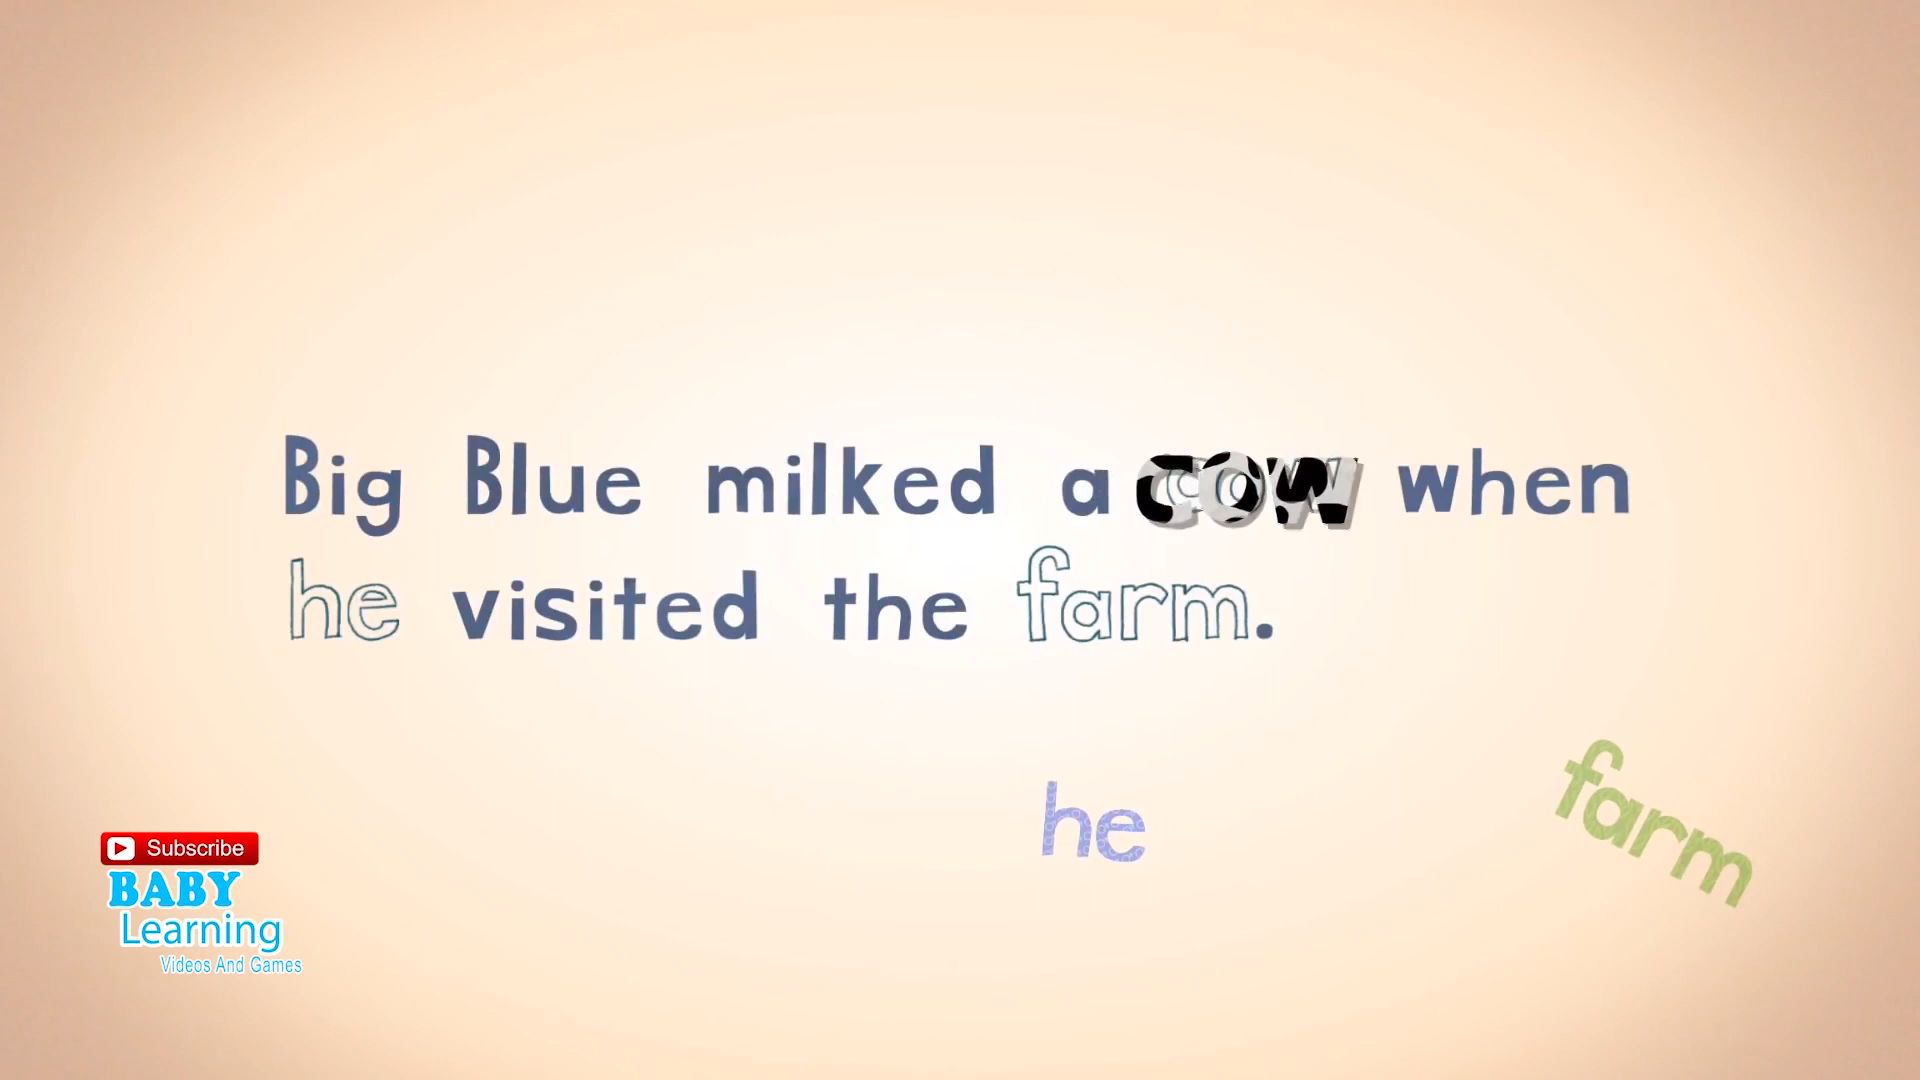 Big Blue milked a cow when
he visited the farm.
he
farm
Subscribe
BABY
Learning
Videos And Games